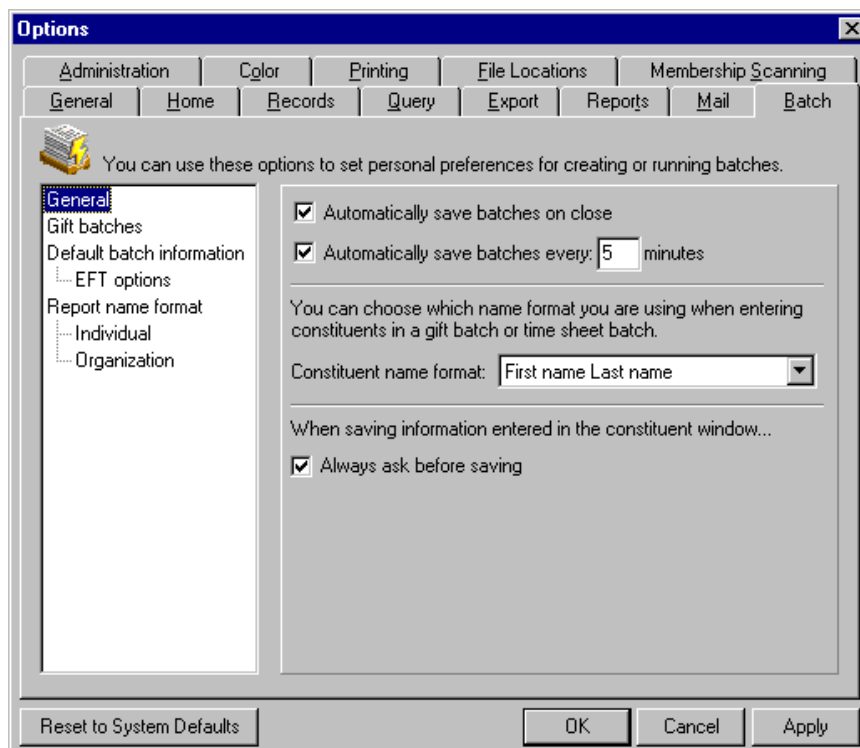 Options
Administration Color Printing File Locations Membership Scanning
General Home Records Query Export Reports Mail Batch
You can use these options to set personal preferences for creating or running batches.
General
Gift batches
Default batch information
EFT options
Report name format
Individual
Organization
Automatically save batches on close
Automatically save batches every: 5 minutes
You can choose which name format you are using when entering
constituents in a gift batch or time sheet batch.
Constituent name format: First name Last name
When saving information entered in the constituent window...
Always ask before saving
Reset to System Defaults OK Cancel Apply